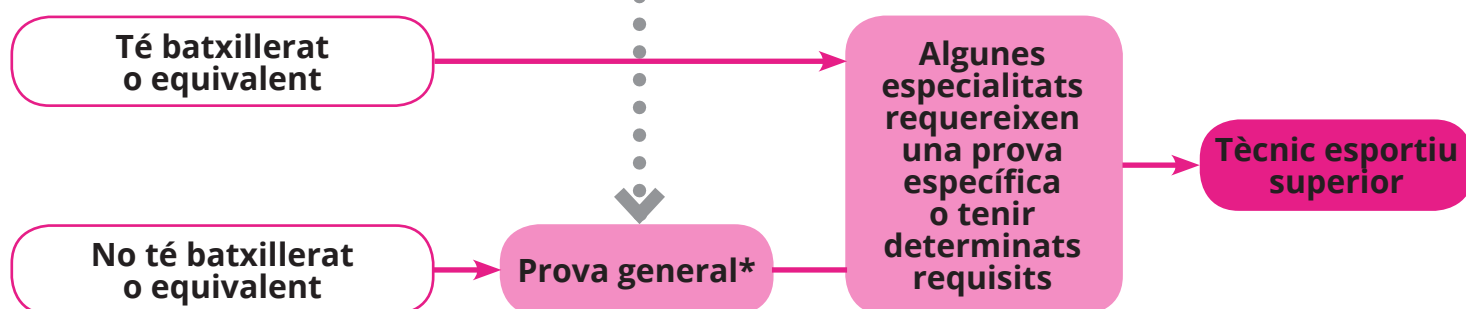 Té batxillerat
o equivalent
Algunes
especialitats
requereixen
una prova
específica
o tenir
determinats
requisits
Tècnic esportiu
superior
No té batxillerat
o equivalent
Prova general*